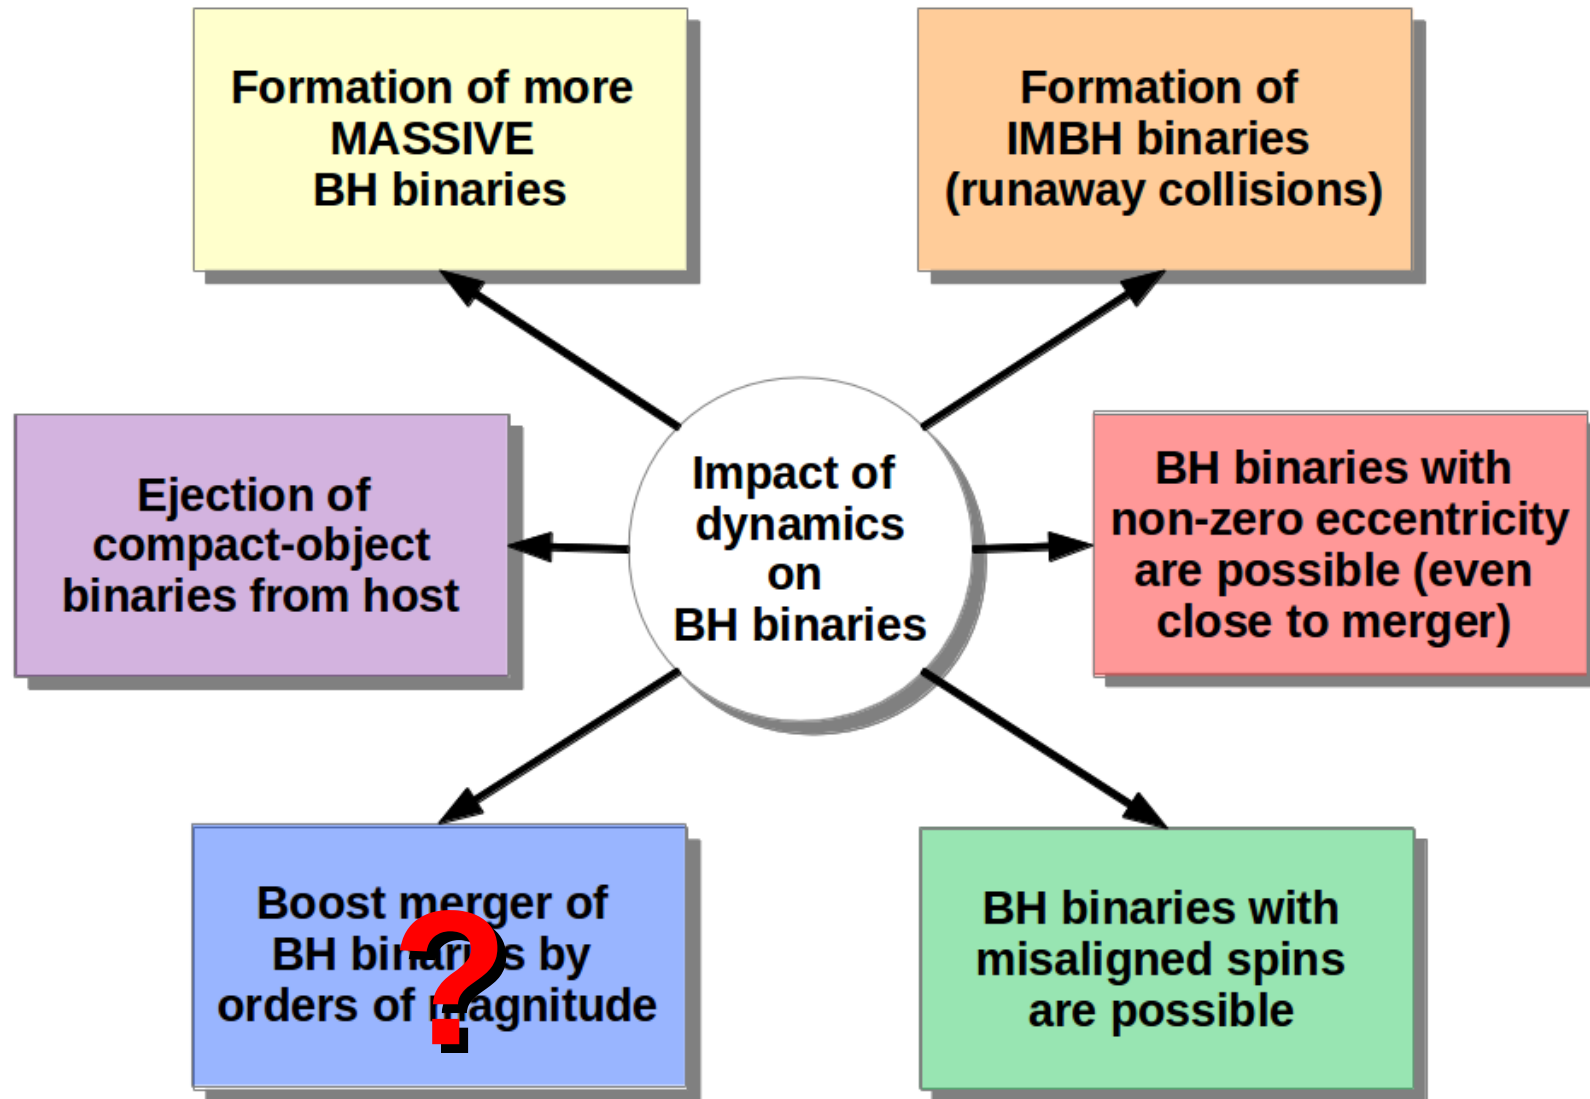 Formation of more
MASSIVE
BH binaries
Formation of
IMBH binaries
(runaway collisions)
Ejection of
compact-object
binaries from host
Impact of
dynamics
on
BH binaries
BH binaries with
non-zero eccentricity
are possible (even
close to merger)
Boost merger of
BH binaries by
orders of magnitude
?
BH binaries with
misaligned spins
are possible